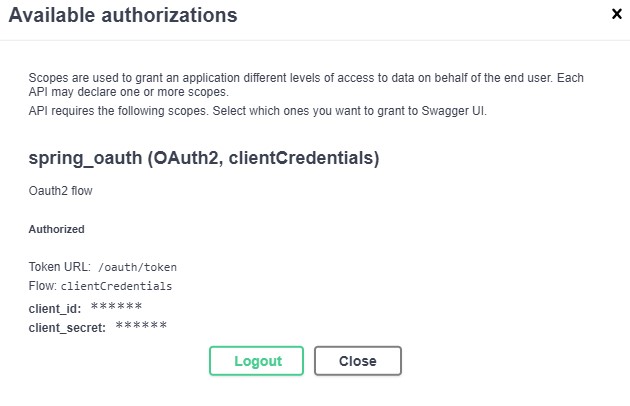 Available authorizations
Scopes are used to grant an application different levels of access to data on behalf of the end user. Each
API may declare one or more scopes.
API requires the following scopes. Select which ones you want to grant to Swagger UI.
spring_oauth (OAuth2, clientCredentials)
Oauth2 flow
Authorized
Token URL: /oauth/token
Flow: clientCredentials
client_id: ******
client_secret: ******
Logout Close